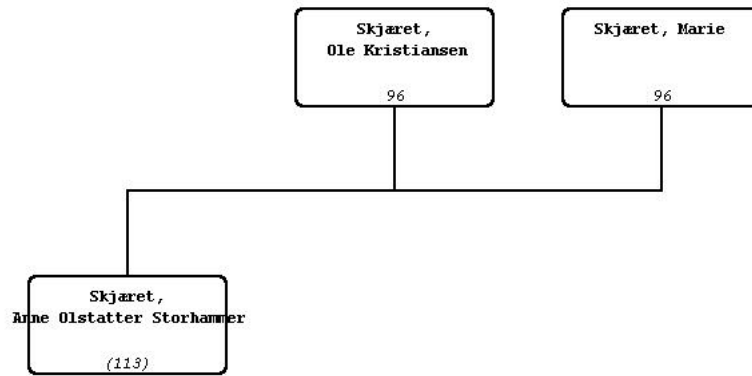 Skjæret,
Ole Kristiansen
96
Skjæret, Marie
96
Skjæret,
Anne Olstatter Storhammer
(113)